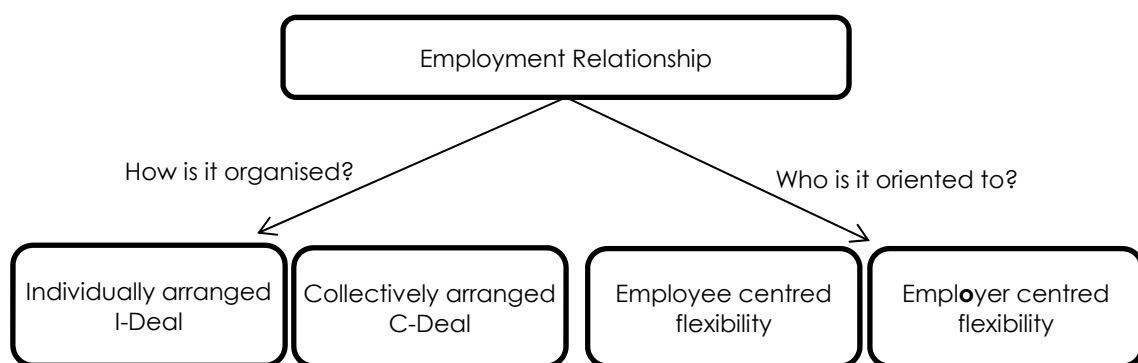 Employment Relationship
How is it organised?
Who is it oriented to?
Individually arranged
I-Deal
Collectively arranged
C-Deal
Employee centred
flexibility
Employer centred
flexibility